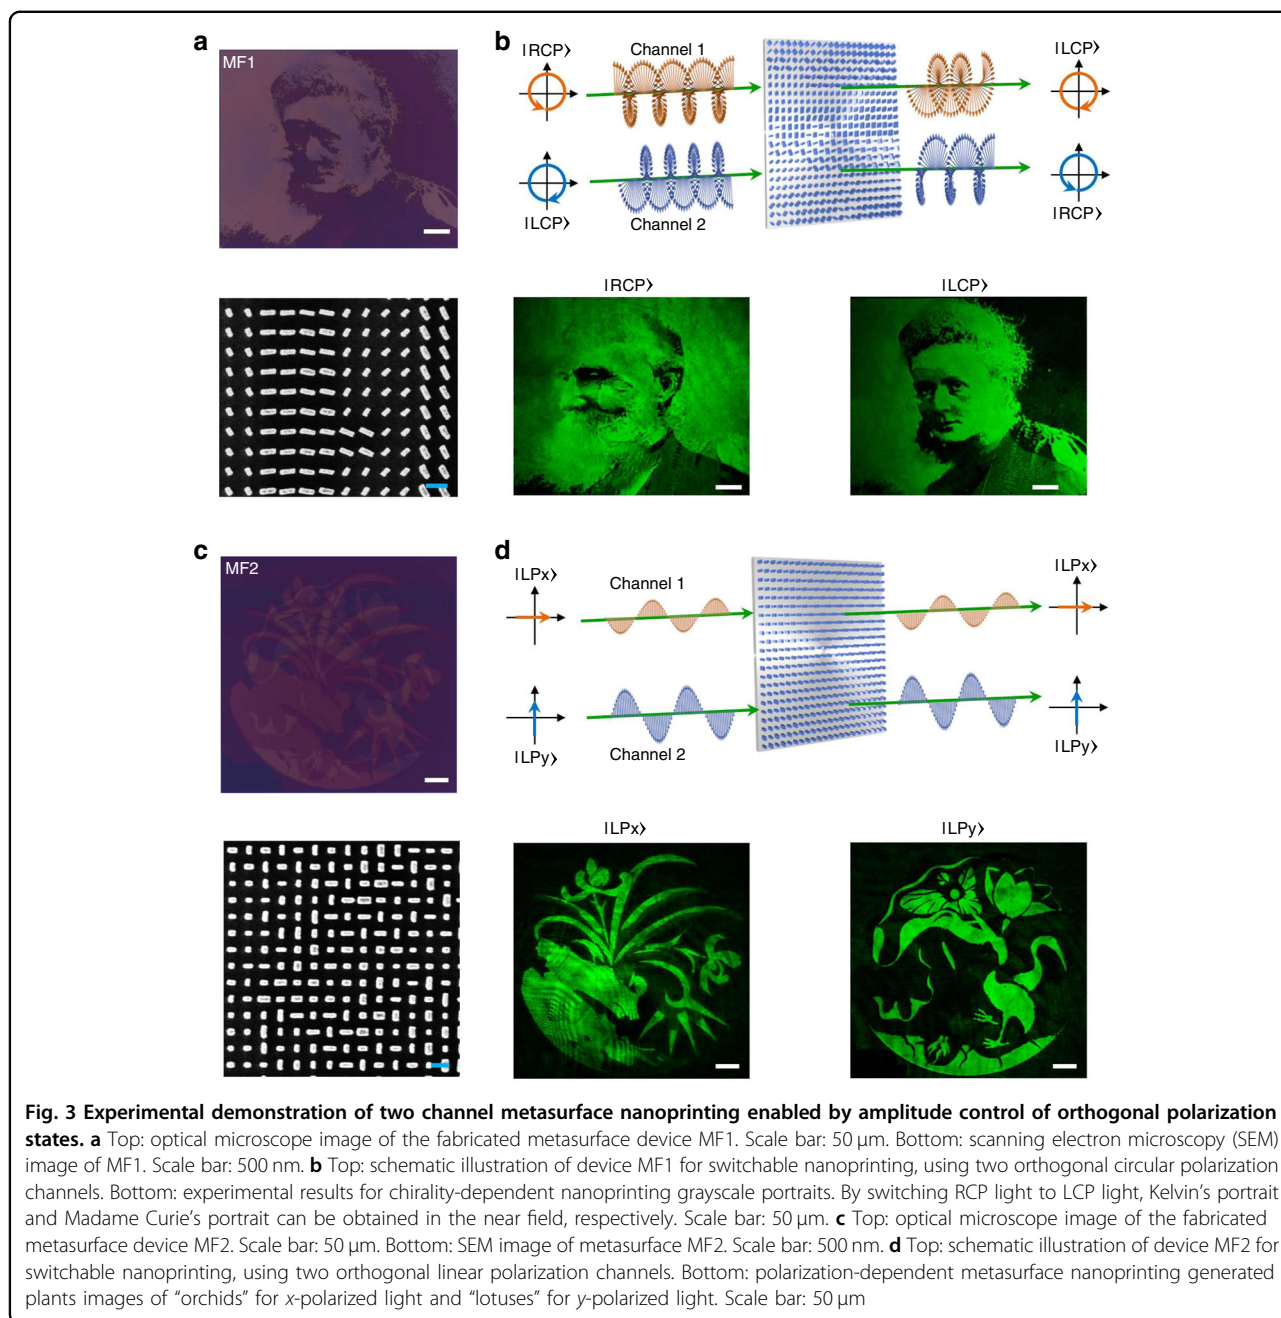 a
MF1
b
|RCP⟩
Channel 1
|LCP⟩
|LCP⟩
Channel 2
|RCP⟩
|RCP⟩
|LCP⟩
c
MF2
d
|LPx⟩
Channel 1
|LPx⟩
|LPy⟩
Channel 2
|LPy⟩
|LPx⟩
|LPy⟩
Fig. 3 Experimental demonstration of two channel metasurface nanoprinting enabled by amplitude control of orthogonal polarization
states. a Top: optical microscope image of the fabricated metasurface device MF1. Scale bar: 50 μm. Bottom: scanning electron microscopy (SEM)
image of MF1. Scale bar: 500 nm. b Top: schematic illustration of device MF1 for switchable nanoprinting, using two orthogonal circular polarization
channels. Bottom: experimental results for chirality-dependent nanoprinting grayscale portraits. By switching RCP light to LCP light, Kelvin's portrait
and Madame Curie's portrait can be obtained in the near field, respectively. Scale bar: 50 μm. c Top: optical microscope image of the fabricated
metasurface device MF2. Scale bar: 50 μm. Bottom: SEM image of metasurface MF2. Scale bar: 500 nm. d Top: schematic illustration of device MF2 for
switchable nanoprinting, using two orthogonal linear polarization channels. Bottom: polarization-dependent metasurface nanoprinting generated
plants images of “orchids” for x-polarized light and “lotuses” for y-polarized light. Scale bar: 50 μm